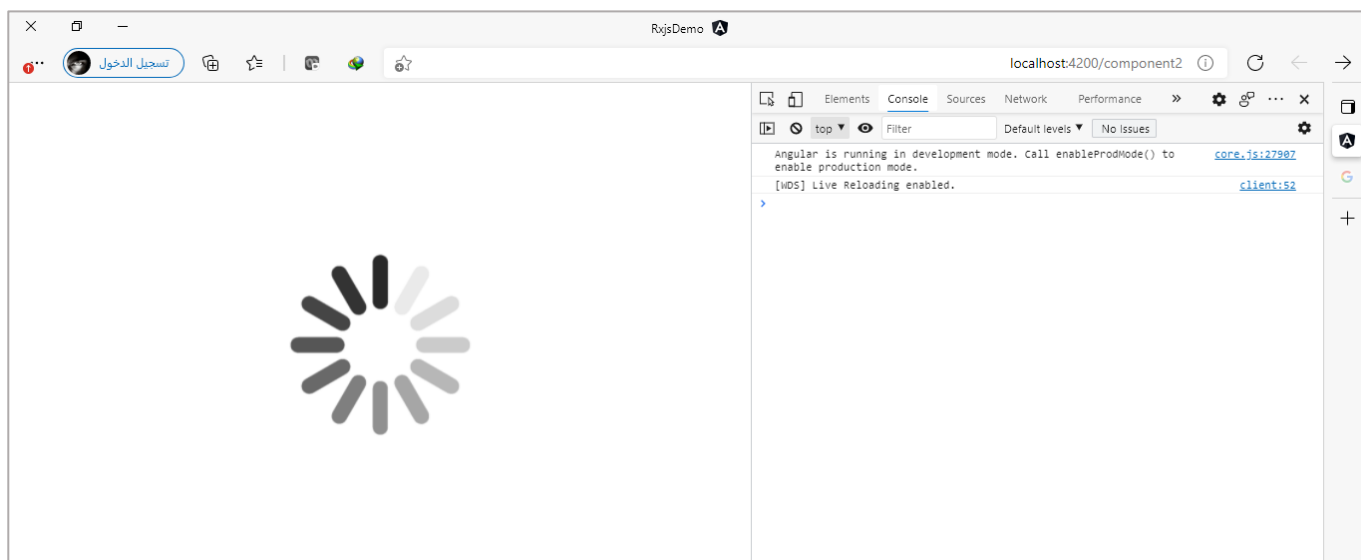 RxjsDemo
تسجيل الدخول
localhost:4200/component2
Elements Console Sources Network Performance
top Filter Default levels No Issues
Angular is running in development mode. Call enableProdMode() to core.js:27907
enable production mode.
[WDS] Live Reloading enabled. client:52